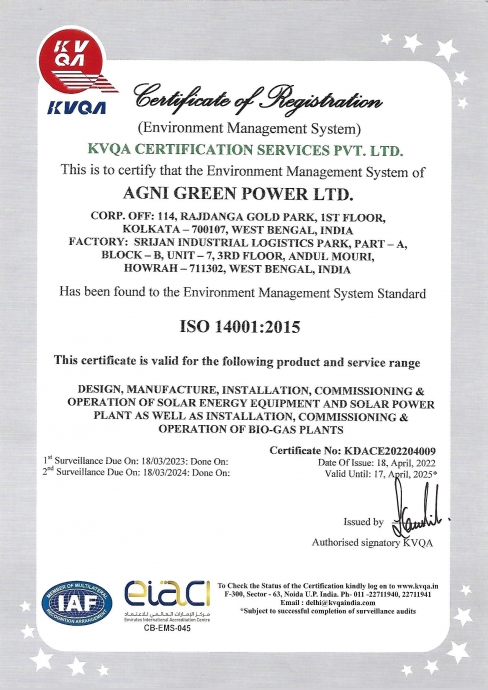 KV
QA
KVQA
Certificate of Registration
(Environment Management System)
KVQA CERTIFICATION SERVICES PVT. LTD.
This is to certify that the Environment Management System of
AGNI GREEN POWER LTD.
CORP. OFF: 114, RAJDANGA GOLD PARK, 1ST FLOOR,
KOLKATA – 700107, WEST BENGAL, INDIA
FACTORY: SRIJAN INDUSTRIAL LOGISTICS PARK, PART – A,
BLOCK – B, UNIT – 7, 3RD FLOOR, ANDUL MOURI,
HOWRAH – 711302, WEST BENGAL, INDIA
Has been found to the Environment Management System Standard
ISO 14001:2015
This certificate is valid for the following product and service range
DESIGN, MANUFACTURE, INSTALLATION, COMMISSIONING &
OPERATION OF SOLAR ENERGY EQUIPMENT AND SOLAR POWER
PLANT AS WELL AS INSTALLATION, COMMISSIONING &
OPERATION OF BIO-GAS PLANTS
Certificate No: KDACE202204009
1st Surveillance Due On: 18/03/2023: Done On:
Date Of Issue: 18, April, 2022
2nd Surveillance Due On: 18/03/2024: Done On:
Valid Until: 17, April, 2025*
Issued by
Authorised signatory KVQA
MEMBER OF MULTILATERAL
IAF
RECOGNITION ARRANGEMENT
eiaci
مركز الإمارات العالمي للاعتماد
Emirates International Accreditation Centre
CB-EMS-045
To Check the Status of the Certification kindly log on to www.kvqa.in
F-300, Sector - 63, Noida U.P. India. Ph- 011 -22711940, 22711941
Email : delhi@kvqaindia.com
*Subject to successful completion of surveillance audits